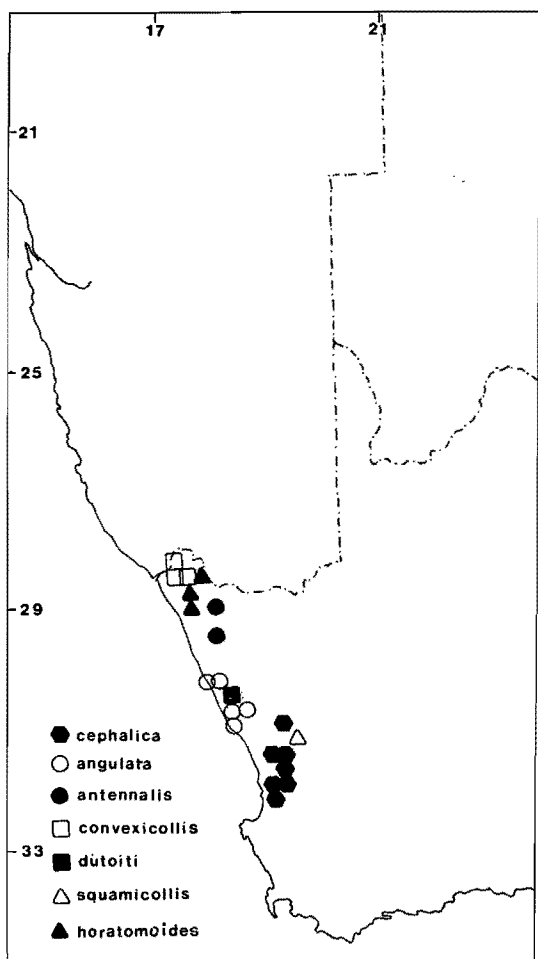 17 21
21
25
29
33
cephalica
angulata
antennalis
convexicollis
dutoiti
squamicollis
horatomoides